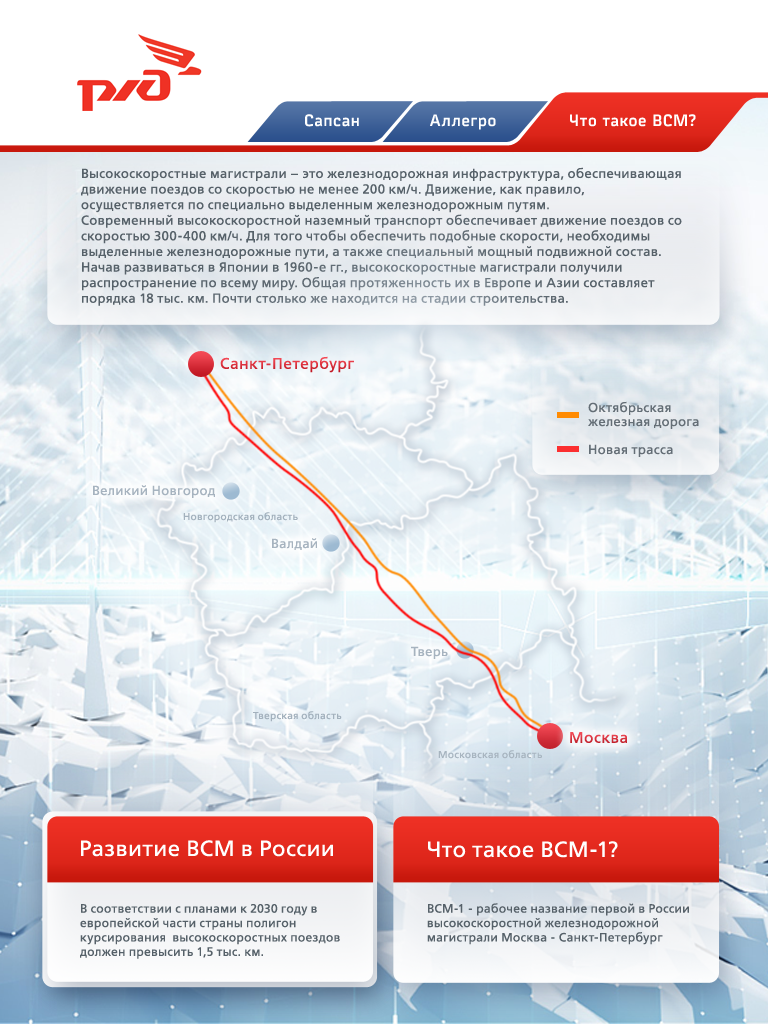 РЖД
Сапсан
Аллегро
Что такое ВСМ?
Высокоскоростные магистрали – это железнодорожная инфраструктура, обеспечивающая
движение поездов со скоростью не менее 200 км/ч. Движение, как правило,
осуществляется по специально выделенным железнодорожным путям.
Современный высокоскоростной наземный транспорт обеспечивает движение поездов со
скоростью 300-400 км/ч. Для того чтобы обеспечить подобные скорости, необходимы
выделенные железнодорожные пути, а также специальный мощный подвижной состав.
Начав развиваться в Японии в 1960-е гг., высокоскоростные магистрали получили
распространение по всему миру. Общая протяженность их в Европе и Азии составляет
порядка 18 тыс. км. Почти столько же находится на стадии строительства.
Санкт-Петербург
Октябрьская
железная дорога
Новая трасса
Великий Новгород
Новгородская область
Валдай
Тверь
Тверская область
Москва
Московская область
Развитие ВСМ в России
В соответствии с планами к 2030 году в
европейской части страны полигон
курсирования высокоскоростных поездов
должен превысить 1,5 тыс. км.
Что такое ВСМ-1?
ВСМ-1 - рабочее название первой в России
высокоскоростной железнодорожной
магистрали Москва - Санкт-Петербург